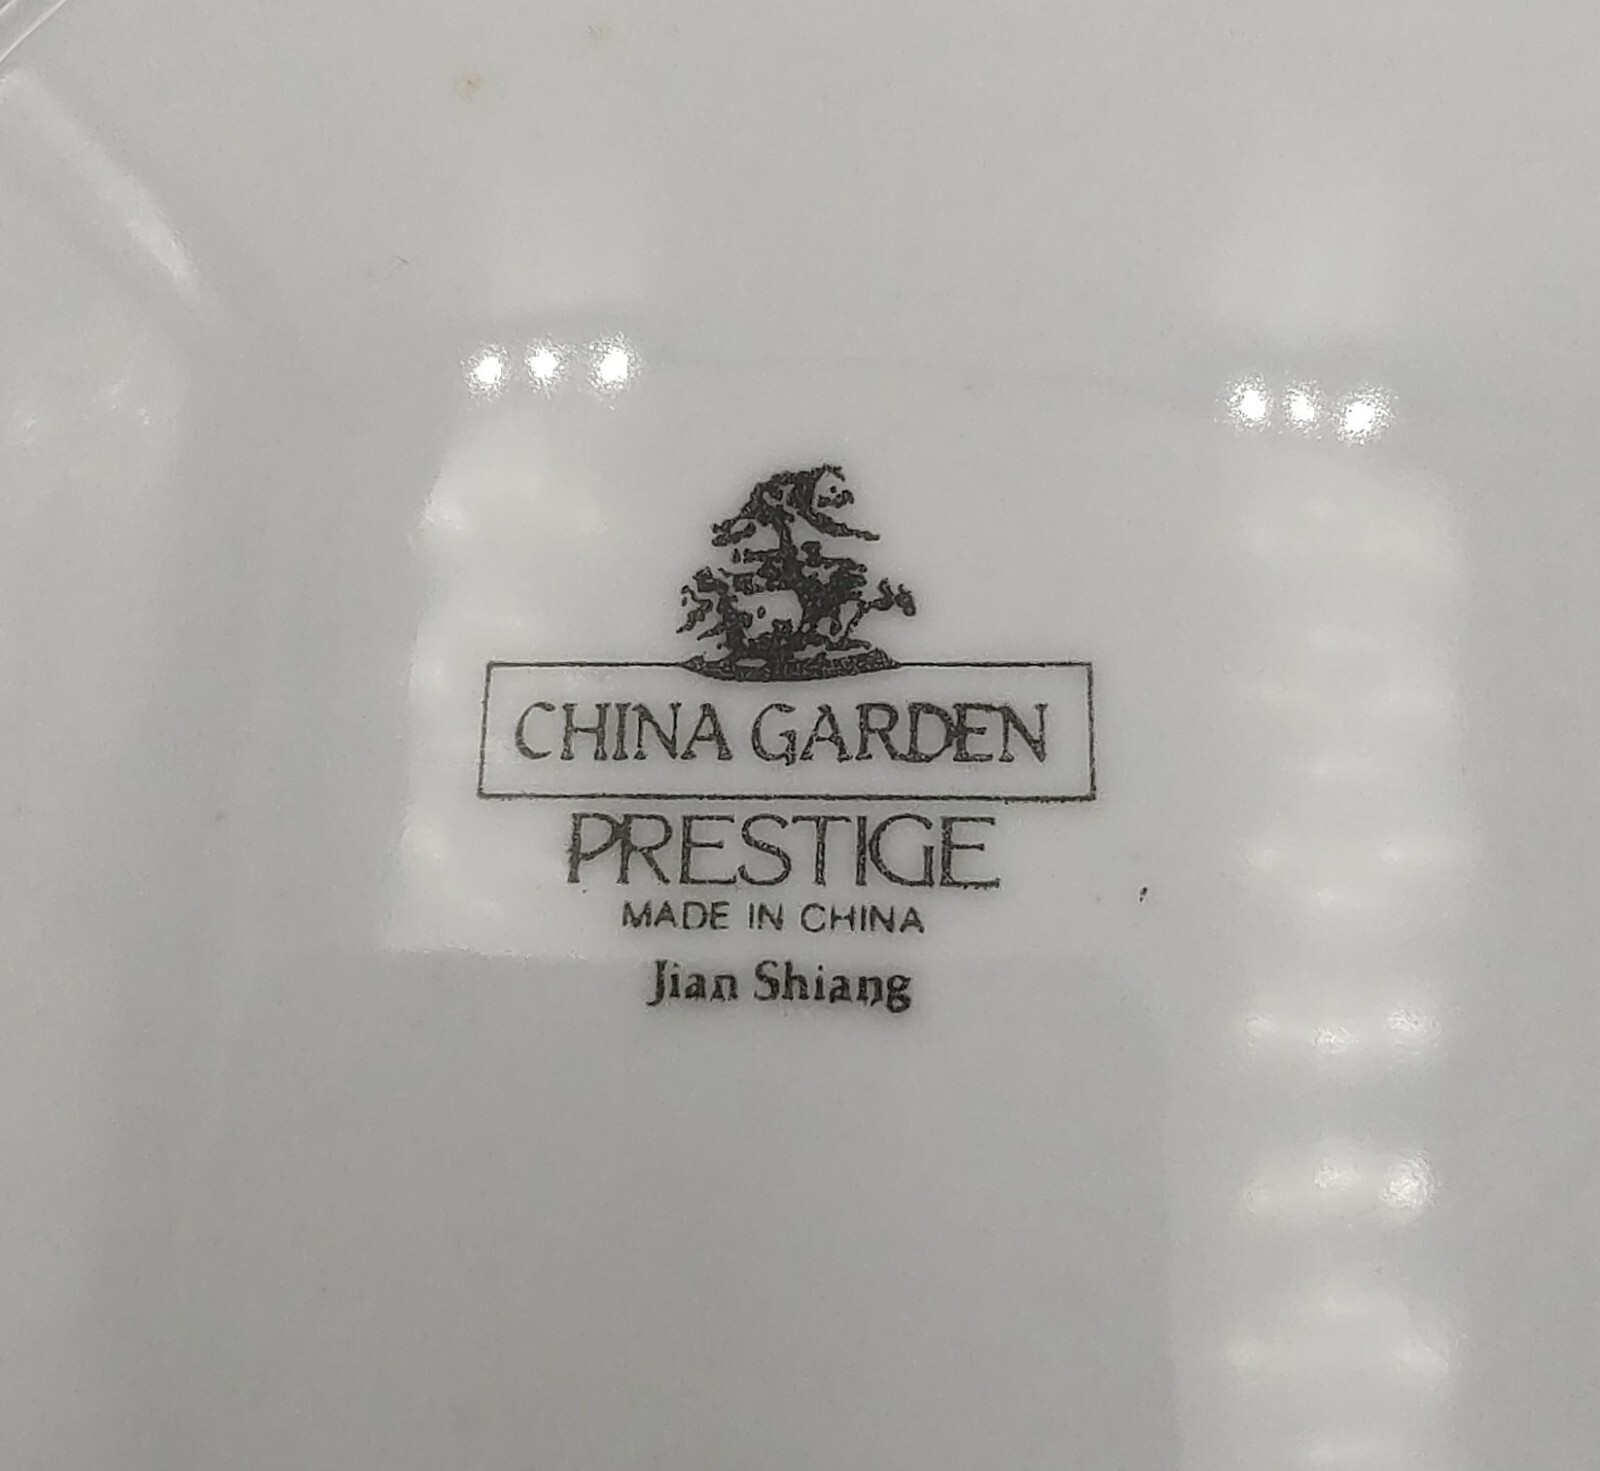 CHINA GARDEN
PRESTIGE
MADE IN CHINA
Jian Shiang